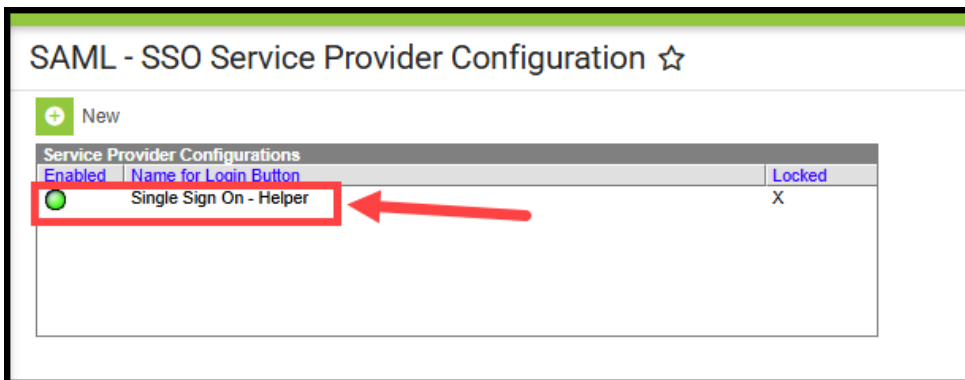 SAML - SSO Service Provider Configuration
New
Service Provider Configurations
Enabled Name for Login Button Locked
Single Sign On - Helper X